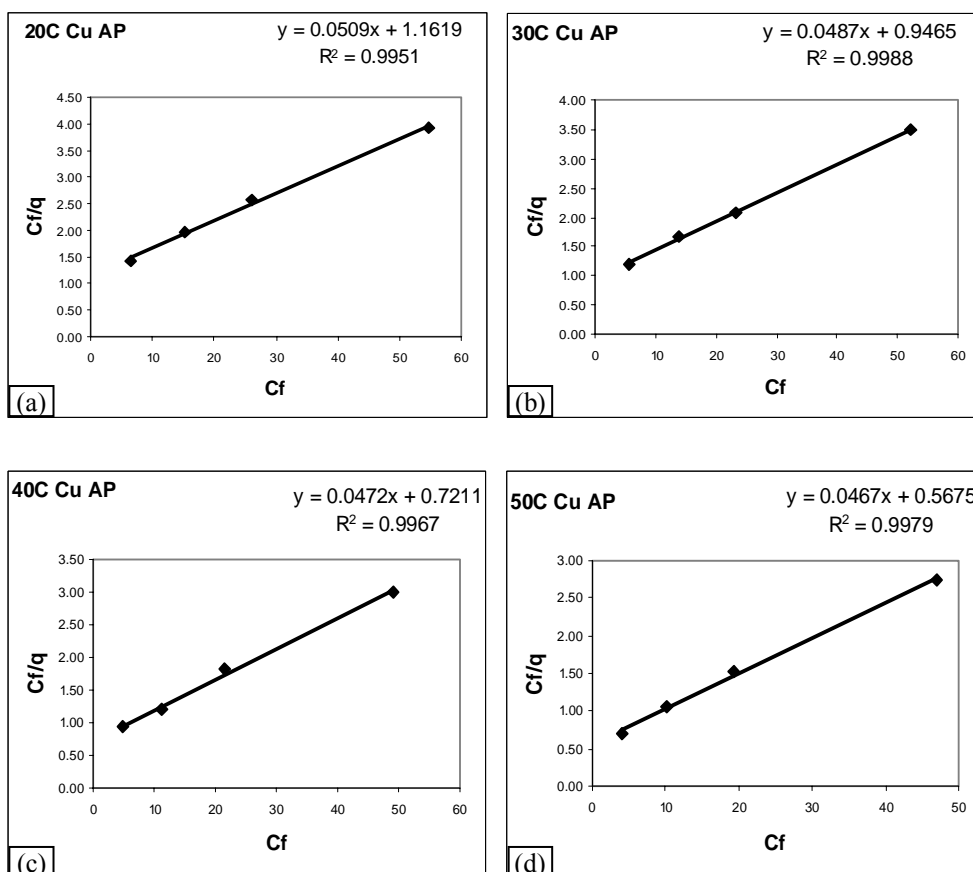 20C Cu AP
y = 0.0509x + 1.1619
R² = 0.9951
4.50
4.00
3.50
3.00
2.50
2.00
1.50
1.00
0.50
0.00
Cf/q
0 10 20 30 40 50 60
Cf
(a)
30C Cu AP
y = 0.0487x + 0.9465
R² = 0.9988
4.00
3.50
3.00
2.50
2.00
1.50
1.00
0.50
0.00
Cf/q
0 10 20 30 40 50 60
Cf
(b)
40C Cu AP
y = 0.0472x + 0.7211
R² = 0.9967
3.50
3.00
2.50
2.00
1.50
1.00
0.50
0.00
Cf/q
0 10 20 30 40 50 60
Cf
(c)
50C Cu AP
y = 0.0467x + 0.5675
R² = 0.9979
3.00
2.50
2.00
1.50
1.00
0.50
0.00
Cf/q
0 10 20 30 40 50
Cf
(d)